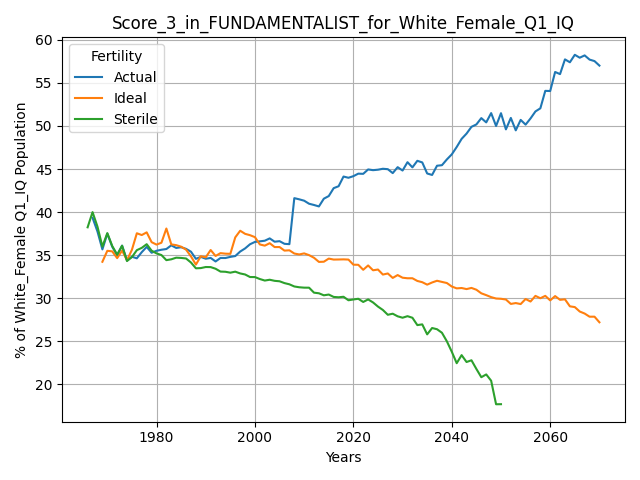 Score_3_in_FUNDAMENTALIST_for_White_Female_Q1_IQ
Fertility
Actual
Ideal
Sterile
% of White_Female Q1_IQ Population
60
55
50
45
40
35
30
25
20
1980
2000
2020
2040
2060
Years